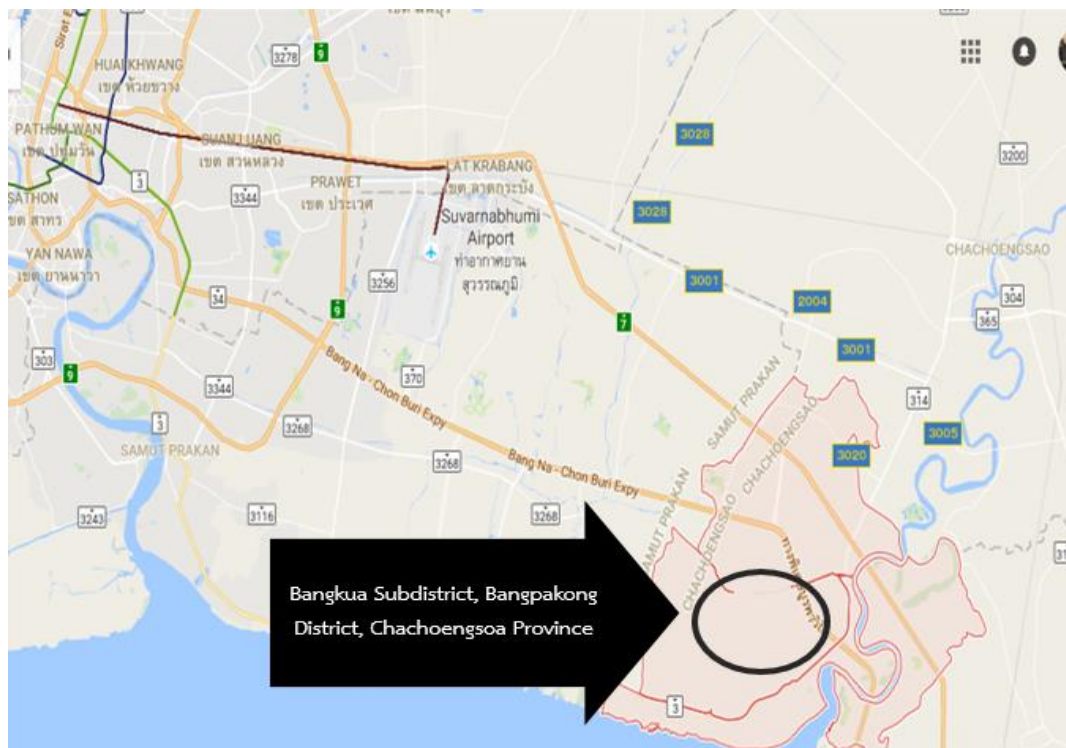 9
3278
3200
HUAI KHWANG
เขต ห้วยขวาง
3028
PATHUM WAN
เขต ปทุมวัน
SUAN LUANG
เขต สวนหลวง
LAT KRABANG
เขต ลาดกระบัง
3
3344
PRAWET
เขต ประเวศ
SATHON
เขต สาทร
3028
Suvarnabhumi
Airport
ท่าอากาศยาน
สุวรรณภูมิ
CHACHOENGSAO
YAN NAWA
เขต ยานนาวา
3256
3001
34
9
2004
304
365
7
303
9
Bang Na - Chon Buri Expy
3001
3344
370
SAMUT PRAKAN
CHACHOENGSAO
314
3
3268
3005
SAMUT PRAKAN
3268
Bang Na - Chon Buri Expy
3020
3243
3116
3268
SAMUT PRAKAN
CHACHOENGSAO
Bangkua Subdistrict, Bangpakong
District, Chachoengsoa Province
3